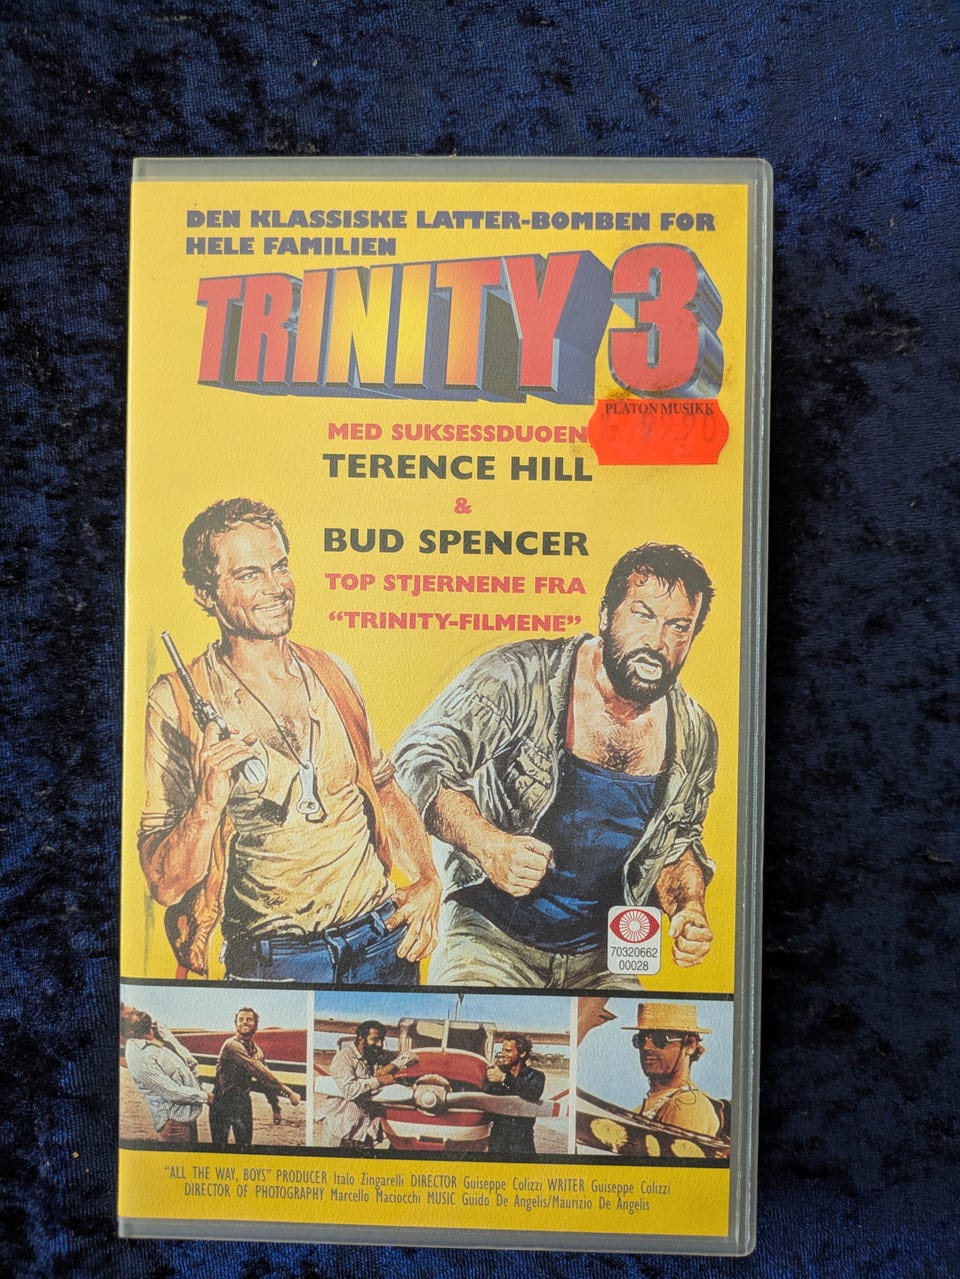 DEN KLASSISKE LATTER-BOMBEN FOR
HELE FAMILIEN
TRINITY 3
PLATON MUSIKK
MED SUKSESSDUOEN
TERENCE HILL
&
BUD SPENCER
TOP STJERNENE FRA
“TRINITY-FILMENE”
70320662
00028
“ALL THE WAY, BOYS” PRODUCER Italo Zingarelli DIRECTOR Guiseppe Colizzi WRITER Guiseppe Colizzi
DIRECTOR OF PHOTOGRAPHY Marcello Maciocchi MUSIC Guido De Angelis/Maurizio De Angelis